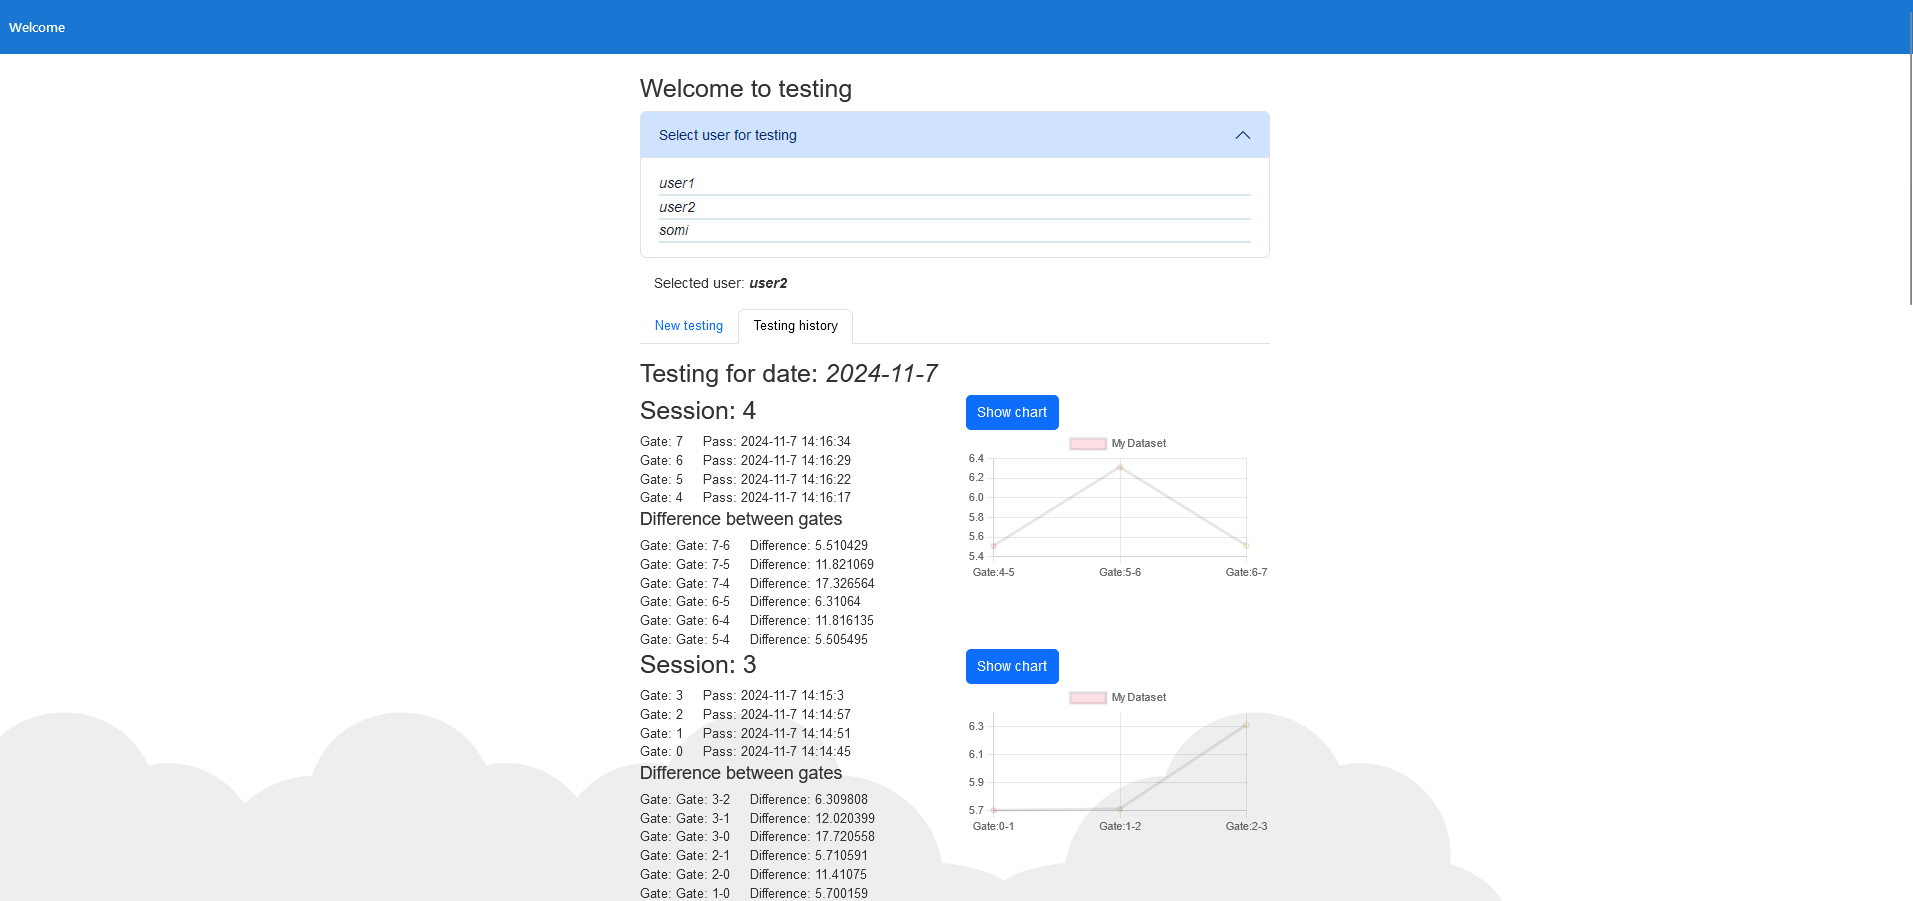 Welcome
Welcome to testing
Select user for testing
user1
user2
somi
Selected user: user2
New testing Testing history
Testing for date: 2024-11-7
Session: 4
Gate: 7 Pass: 2024-11-7 14:16:34
Gate: 6 Pass: 2024-11-7 14:16:29
Gate: 5 Pass: 2024-11-7 14:16:22
Gate: 4 Pass: 2024-11-7 14:16:17
Difference between gates
Gate: Gate: 7-6 Difference: 5.510429
Gate: Gate: 7-5 Difference: 11.821069
Gate: Gate: 7-4 Difference: 17.326564
Gate: Gate: 6-5 Difference: 6.31064
Gate: Gate: 6-4 Difference: 11.816135
Gate: Gate: 5-4 Difference: 5.505495
Show chart
My Dataset
6.4
6.2
6.0
5.8
5.6
5.4
Gate:4-5 Gate:5-6 Gate:6-7
Session: 3
Gate: 3 Pass: 2024-11-7 14:15:3
Gate: 2 Pass: 2024-11-7 14:14:57
Gate: 1 Pass: 2024-11-7 14:14:51
Gate: 0 Pass: 2024-11-7 14:14:45
Difference between gates
Gate: Gate: 3-2 Difference: 6.309808
Gate: Gate: 3-1 Difference: 12.020399
Gate: Gate: 3-0 Difference: 17.720558
Gate: Gate: 2-1 Difference: 5.710591
Gate: Gate: 2-0 Difference: 11.41075
Gate: Gate: 1-0 Difference: 5.700159
Show chart
My Dataset
6.3
6.1
5.9
5.7
Gate:0-1 Gate:1-2 Gate:2-3